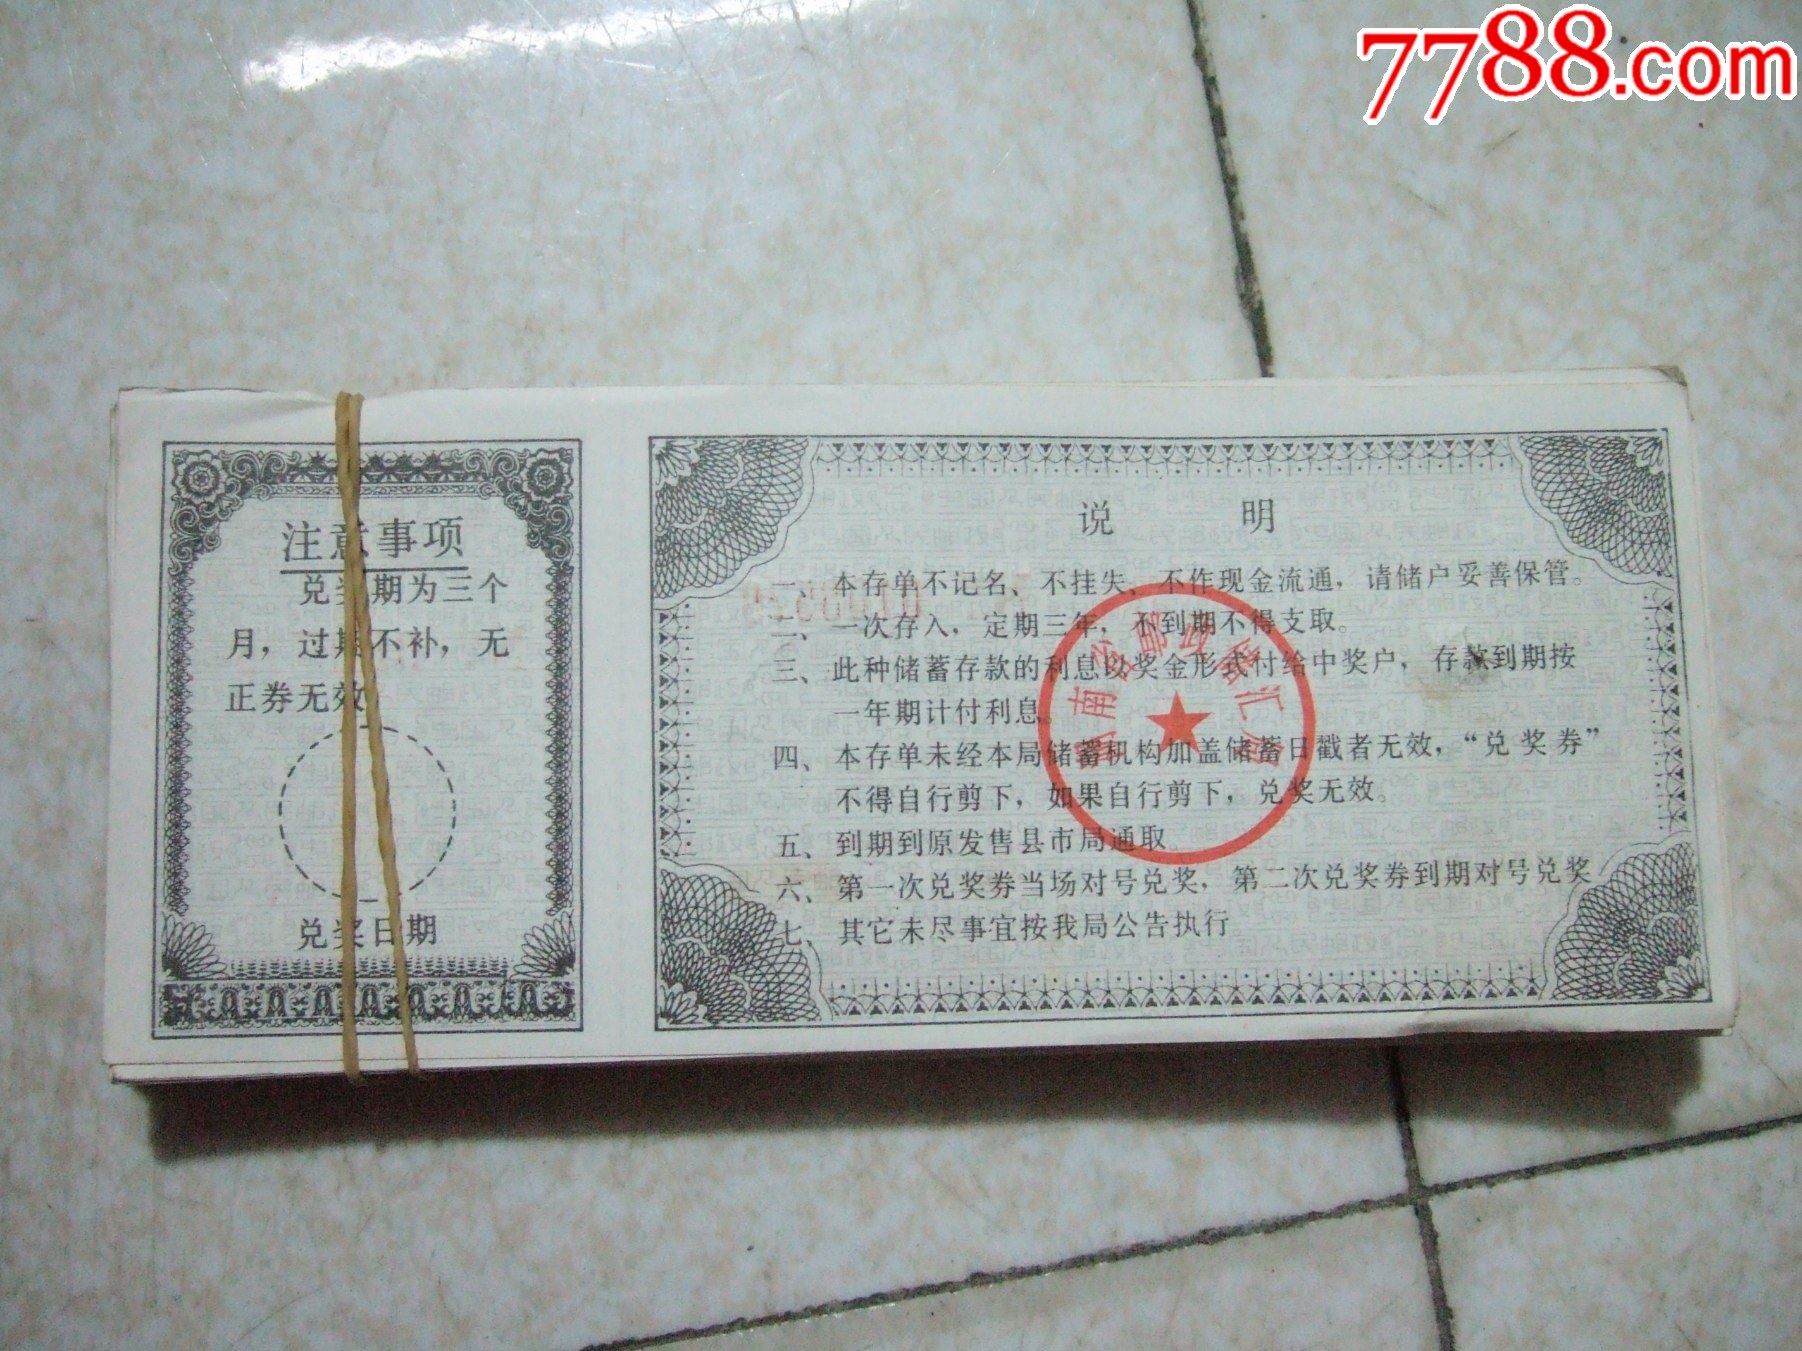 7788.com
注意事项
兑奖期为三个
月，过期不补，无
正券无效。
兑奖日期
说 明
一、本存单不记名、不挂失、不作现金流通，请储户妥善保管。
二、一次存入，定期三年，不到期不得支取。
三、此种储蓄存款的利息以奖金形式付给中奖户，存款到期按
一年期计付利息。
四、本存单未经本局储蓄机构加盖储蓄日戳者无效，“兑奖券”
不得自行剪下，如果自行剪下，兑奖无效。
五、到期到原发售县市局通取。
六、第一次兑奖券当场对号兑奖，第二次兑奖券到期对号兑奖
七、其它未尽事宜按我局公告执行
湖南省邮政储汇局